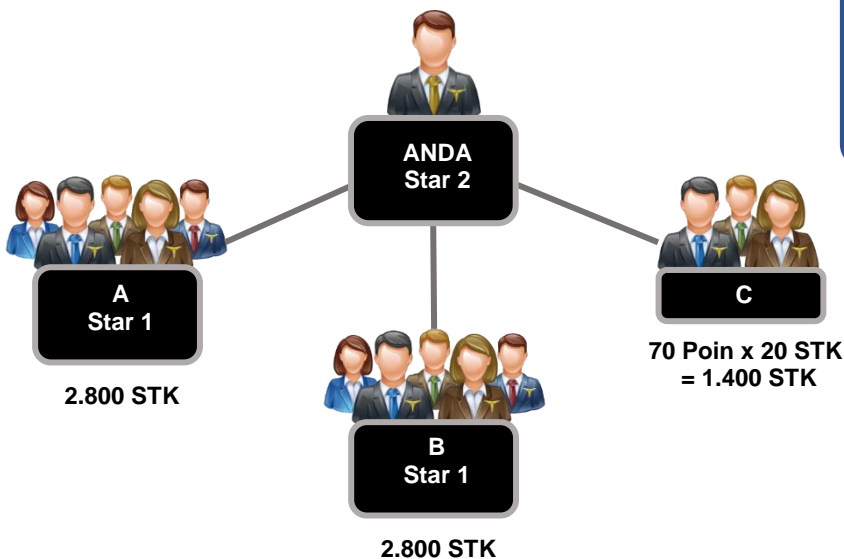 ANDA
Star 2
A
Star 1
2.800 STK
B
Star 1
2.800 STK
C
70 Poin x 20 STK
= 1.400 STK